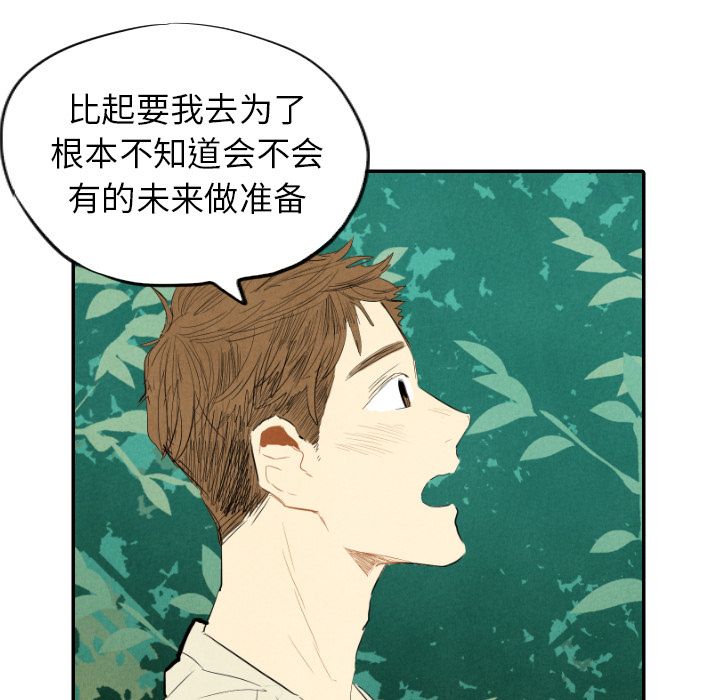 比起要我去为了
根本不知道会不会
有的未来做准备